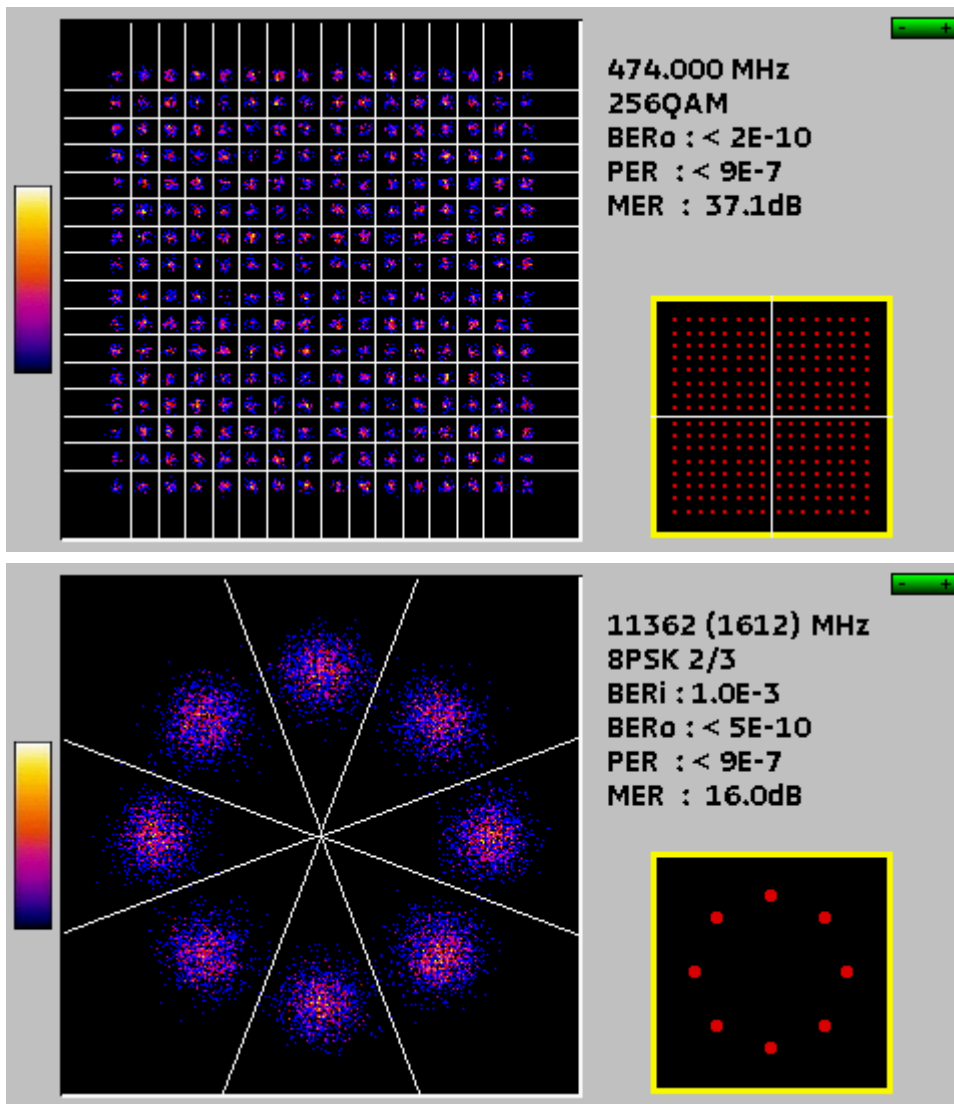 - +
474.000 MHz
256QAM
BERo : < 2E-10
PER : < 9E-7
MER : 37.1dB
- +
11362 (1612) MHz
8PSK 2/3
BERi : 1.0E-3
BERo : < 5E-10
PER : < 9E-7
MER : 16.0dB